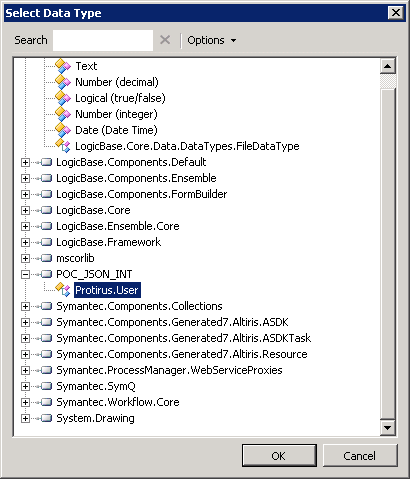 Select Data Type
Search Options
Text
Number (decimal)
Logical (true/false)
Number (integer)
Date (Date Time)
LogicBase.Core.Data.DataTypes.FileDataType
LogicBase.Components.Default
LogicBase.Components.Ensemble
LogicBase.Components.FormBuilder
LogicBase.Core
LogicBase.Ensemble.Core
LogicBase.Framework
mscorlib
POC_JSON_INT
Protirus.User
Symantec.Components.Collections
Symantec.Components.Generated7.Altiris.ASDK
Symantec.Components.Generated7.Altiris.ASDKTask
Symantec.Components.Generated7.Altiris.Resource
Symantec.ProcessManager.WebServiceProxies
Symantec.SymQ
Symantec.Workflow.Core
System.Drawing
OK Cancel